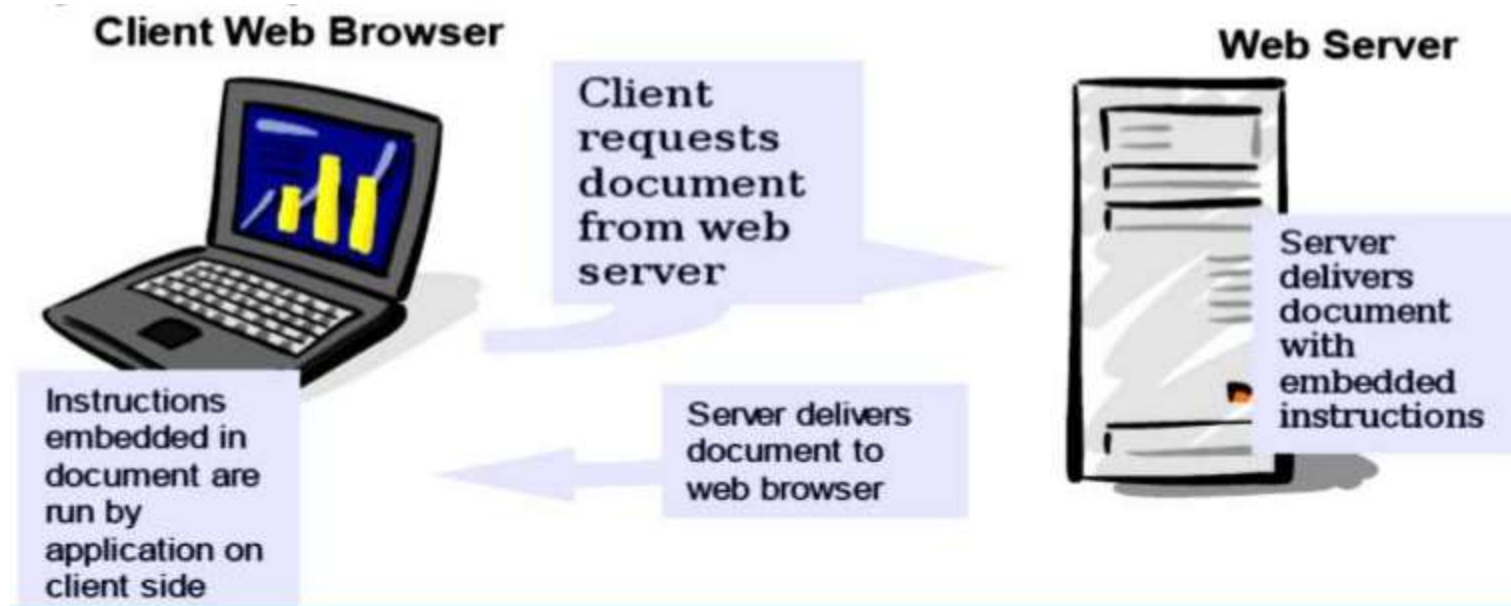 Client Web Browser
Web Server
Client
requests
document
from web
server
Server
delivers
document
with
embedded
instructions
Server delivers
document to
web browser
Instructions
embedded in
document are
run by
application on
client side